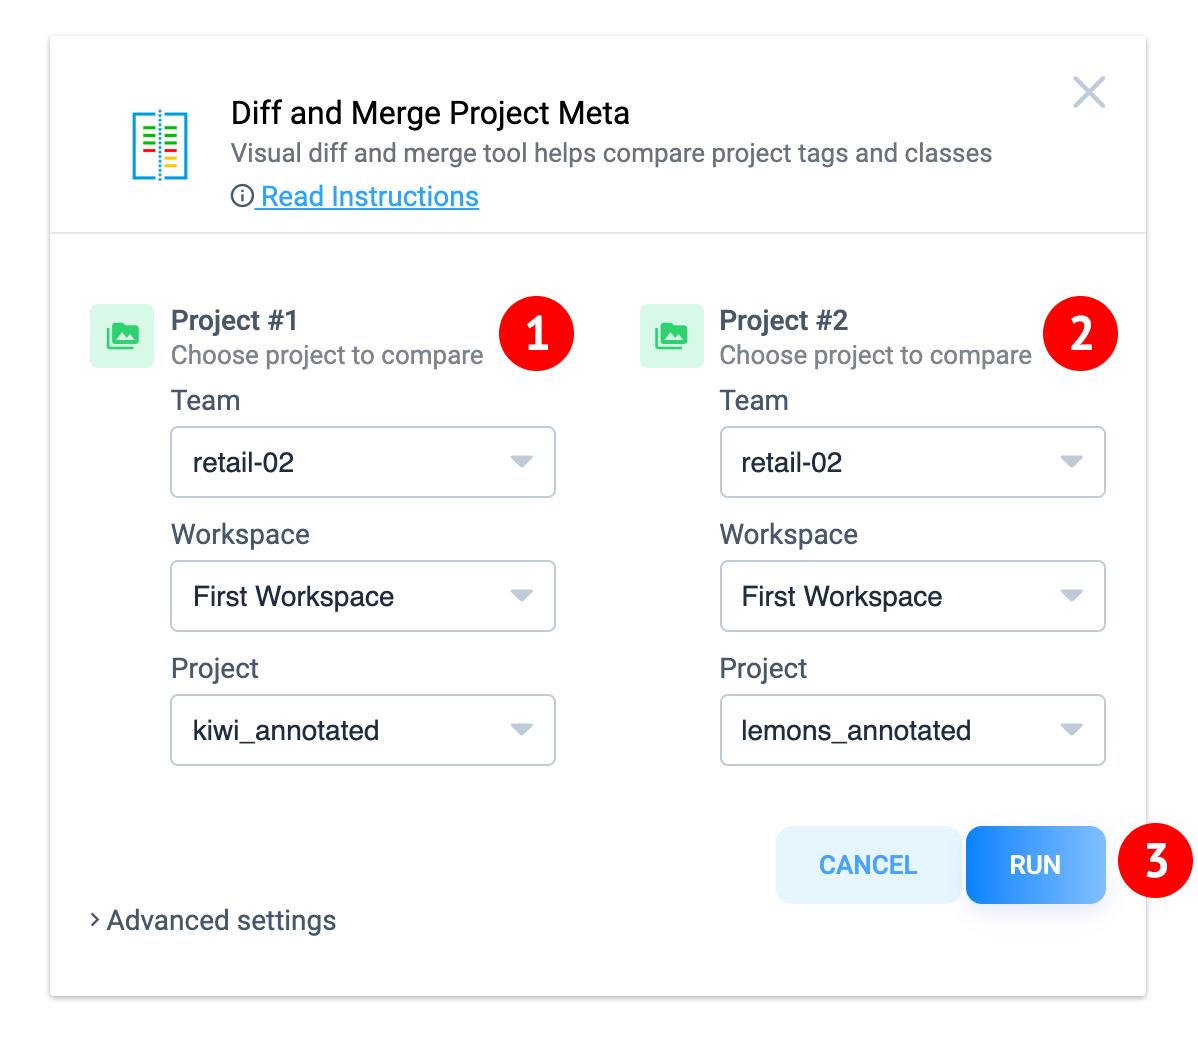 Diff and Merge Project Meta
Visual diff and merge tool helps compare project tags and classes
Read Instructions
Project #1
Choose project to compare
1
Team
retail-02
Workspace
First Workspace
Project
kiwi_annotated
Project #2
Choose project to compare
2
Team
retail-02
Workspace
First Workspace
Project
lemons_annotated
CANCEL
RUN
3
Advanced settings